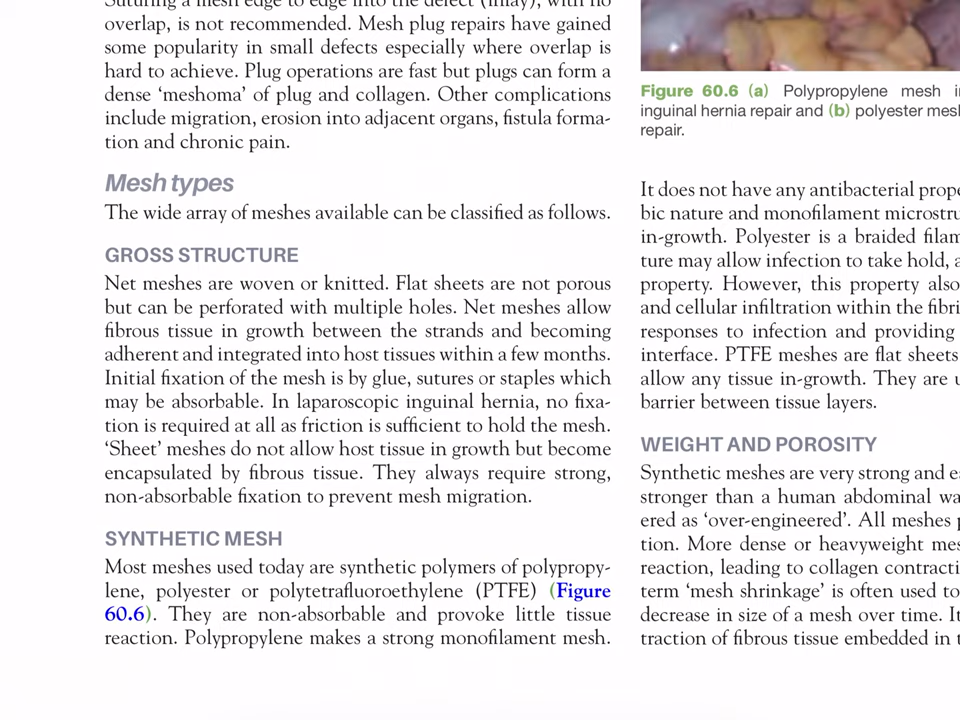 Suturing a mesh edge to edge into the defect (inlay), with no
overlap, is not recommended. Mesh plug repairs have gained
some popularity in small defects especially where overlap is
hard to achieve. Plug operations are fast but plugs can form a
dense ‘meshoma’ of plug and collagen. Other complications
include migration, erosion into adjacent organs, fistula forma-
tion and chronic pain.
Mesh types
The wide array of meshes available can be classified as follows.
GROSS STRUCTURE
Net meshes are woven or knitted. Flat sheets are not porous
but can be perforated with multiple holes. Net meshes allow
fibrous tissue in growth between the strands and becoming
adherent and integrated into host tissues within a few months.
Initial fixation of the mesh is by glue, sutures or staples which
may be absorbable. In laparoscopic inguinal hernia, no fixa-
tion is required at all as friction is sufficient to hold the mesh.
‘Sheet’ meshes do not allow host tissue in growth but become
encapsulated by fibrous tissue. They always require strong,
non-absorbable fixation to prevent mesh migration.
SYNTHETIC MESH
Most meshes used today are synthetic polymers of polypropy-
lene, polyester or polytetrafluoroethylene (PTFE) (Figure
60.6). They are non-absorbable and provoke little tissue
reaction. Polypropylene makes a strong monofilament mesh.
Figure 60.6 (a) Polypropylene mesh
inguinal hernia repair and (b) polyester
repair.
It does not have any antibacterial
bic nature and monofilament
in-growth. Polyester is a braided
ture may allow infection to take hold,
property. However, this property also
and cellular infiltration within the
responses to infection and providing
interface. PTFE meshes are flat sheets
allow any tissue in-growth. They are
barrier between tissue layers.
WEIGHT AND POROSITY
Synthetic meshes are very strong and
stronger than a human abdominal
ered as ‘over-engineered’. All meshes
tion. More dense or heavyweight
reaction, leading to collagen
term ‘mesh shrinkage’ is often used to
decrease in size of a mesh over time.
traction of fibrous tissue embedded in